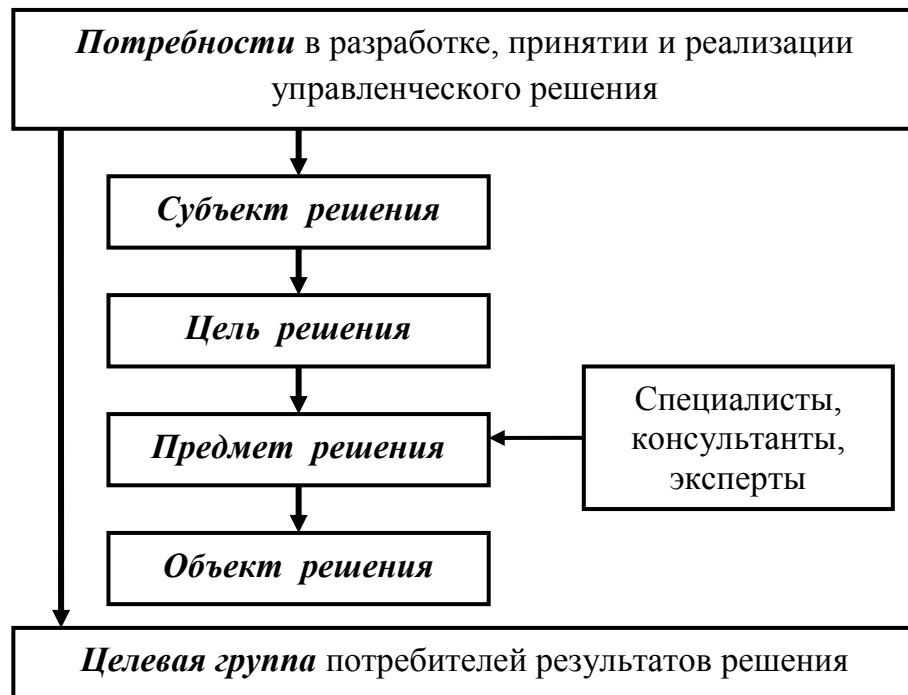 Потребности в разработке, принятии и реализации
управленческого решения
Субъект решения
Цель решения
Предмет решения
Специалисты,
консультанты,
эксперты
Объект решения
Целевая группа потребителей результатов решения